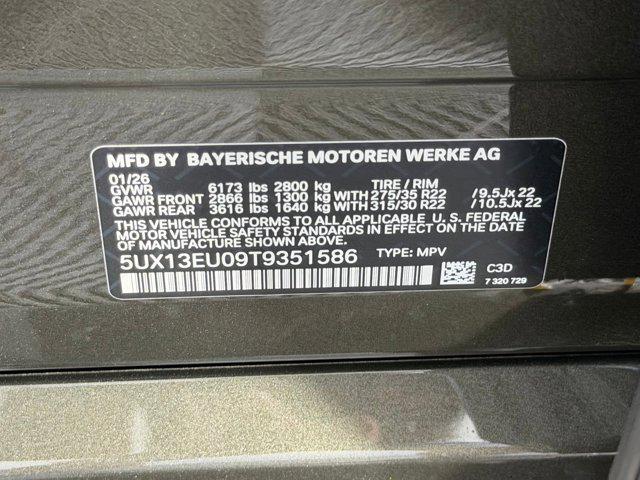 MFD BY BAYERISCHE MOTOREN WERKE AG
01/26 TIRE / RIM
GVWR 6173 lbs 2800 kg
GAWR FRONT 2866 lbs 1300 kg WITH 275/35 R22 /9.5Jx 22
GAWR REAR 3616 lbs 1640 kg WITH 315/30 R22 /10.5Jx 22
THIS VEHICLE CONFORMS TO ALL APPLICABLE U. S. FEDERAL
MOTOR VEHICLE SAFETY STANDARDS IN EFFECT ON THE DATE
OF MANUFACTURE SHOWN ABOVE.
5UX13EU09T9351586 TYPE: MPV
C3D
7 320 729